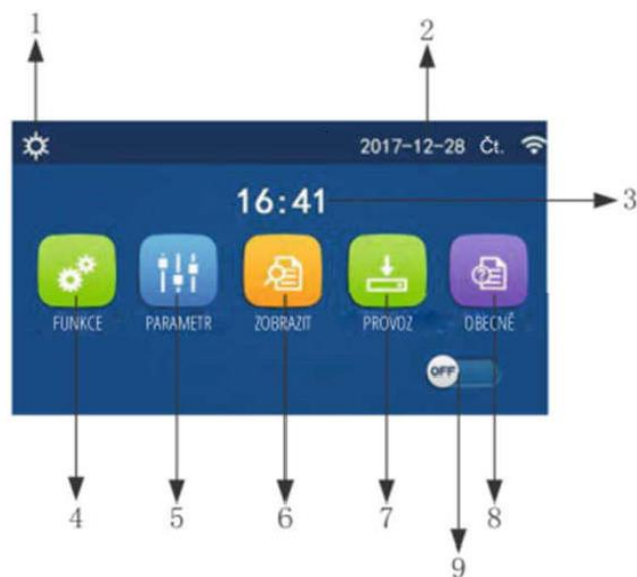 1 2
2017-12-28 Čt.
16:41 3
FUNKCE PARAMETR ZOBRAZIT PROVOZ OBECNĚ
OFF
4 5 6 7 8
9